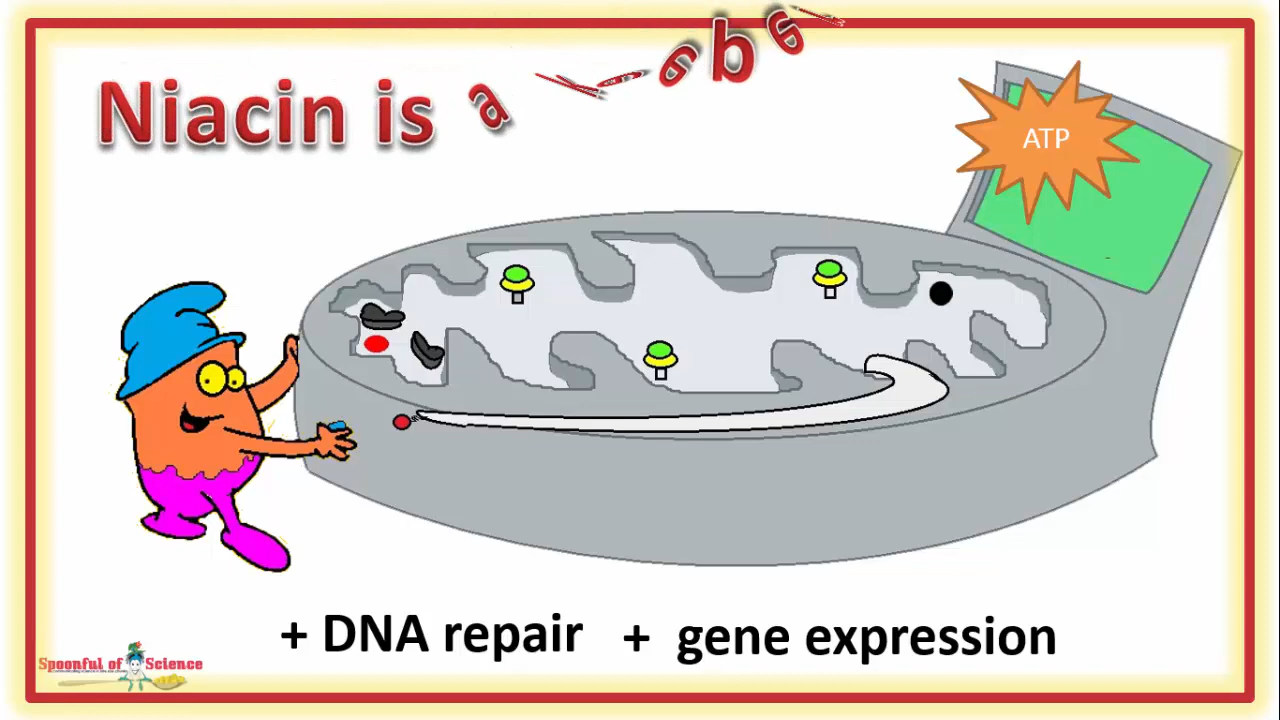 Niacin is a
ATP
+ DNA repair + gene expression
Spoonful of Science